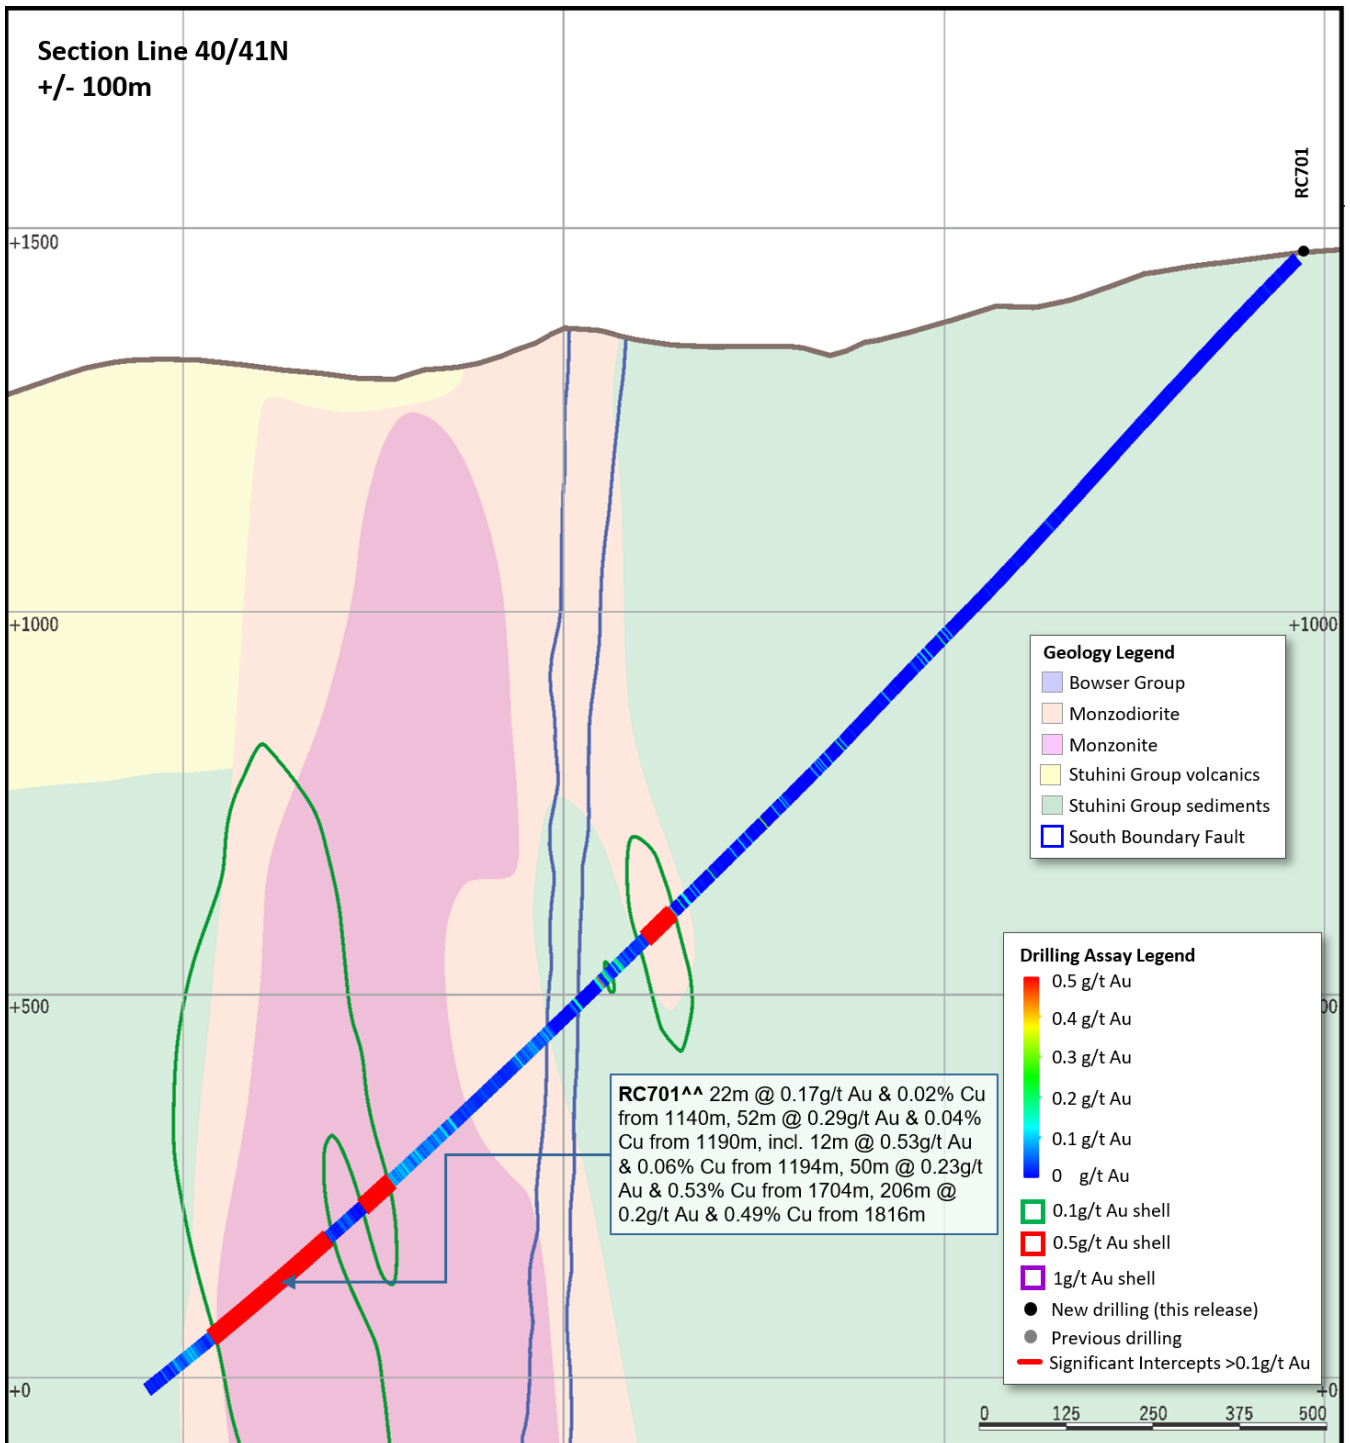 Section Line 40/41N
+/- 100m
RC701
+1500
+1000
+1000
Geology Legend
Bowser Group
Monzodiorite
Monzonite
Stuhini Group volcanics
Stuhini Group sediments
South Boundary Fault
+500
00
Drilling Assay Legend
0.5 g/t Au
0.4 g/t Au
0.3 g/t Au
0.2 g/t Au
0.1 g/t Au
0 g/t Au
0.1g/t Au shell
0.5g/t Au shell
1g/t Au shell
New drilling (this release)
Previous drilling
Significant Intercepts >0.1g/t Au
RC701^^ 22m @ 0.17g/t Au & 0.02% Cu
from 1140m, 52m @ 0.29g/t Au & 0.04%
Cu from 1190m, incl. 12m @ 0.53g/t Au
& 0.06% Cu from 1194m, 50m @ 0.23g/t
Au & 0.53% Cu from 1704m, 206m @
0.2g/t Au & 0.49% Cu from 1816m
+0
+0
0 125 250 375 500